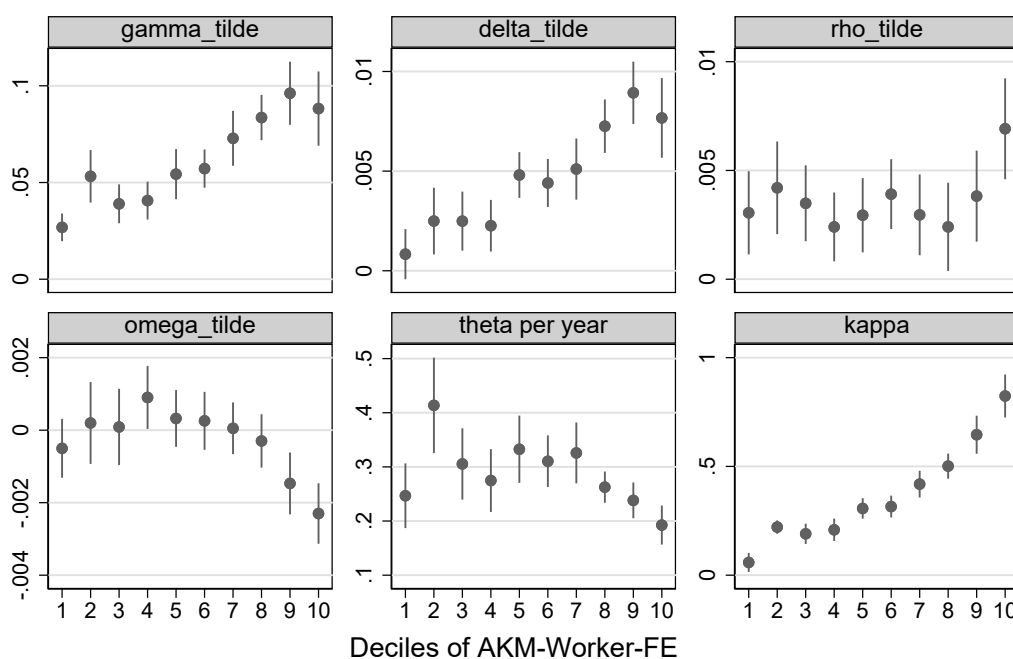 gamma_tilde
0
.05
.1
delta_tilde
0
.005
.01
rho_tilde
0
.005
.01
omega_tilde
-.004
-.002
0
.002
1 2 3 4 5 6 7 8 9 10
theta per year
.1
.2
.3
.4
.5
1 2 3 4 5 6 7 8 9 10
kappa
0
.5
1
1 2 3 4 5 6 7 8 9 10
Deciles of AKM-Worker-FE